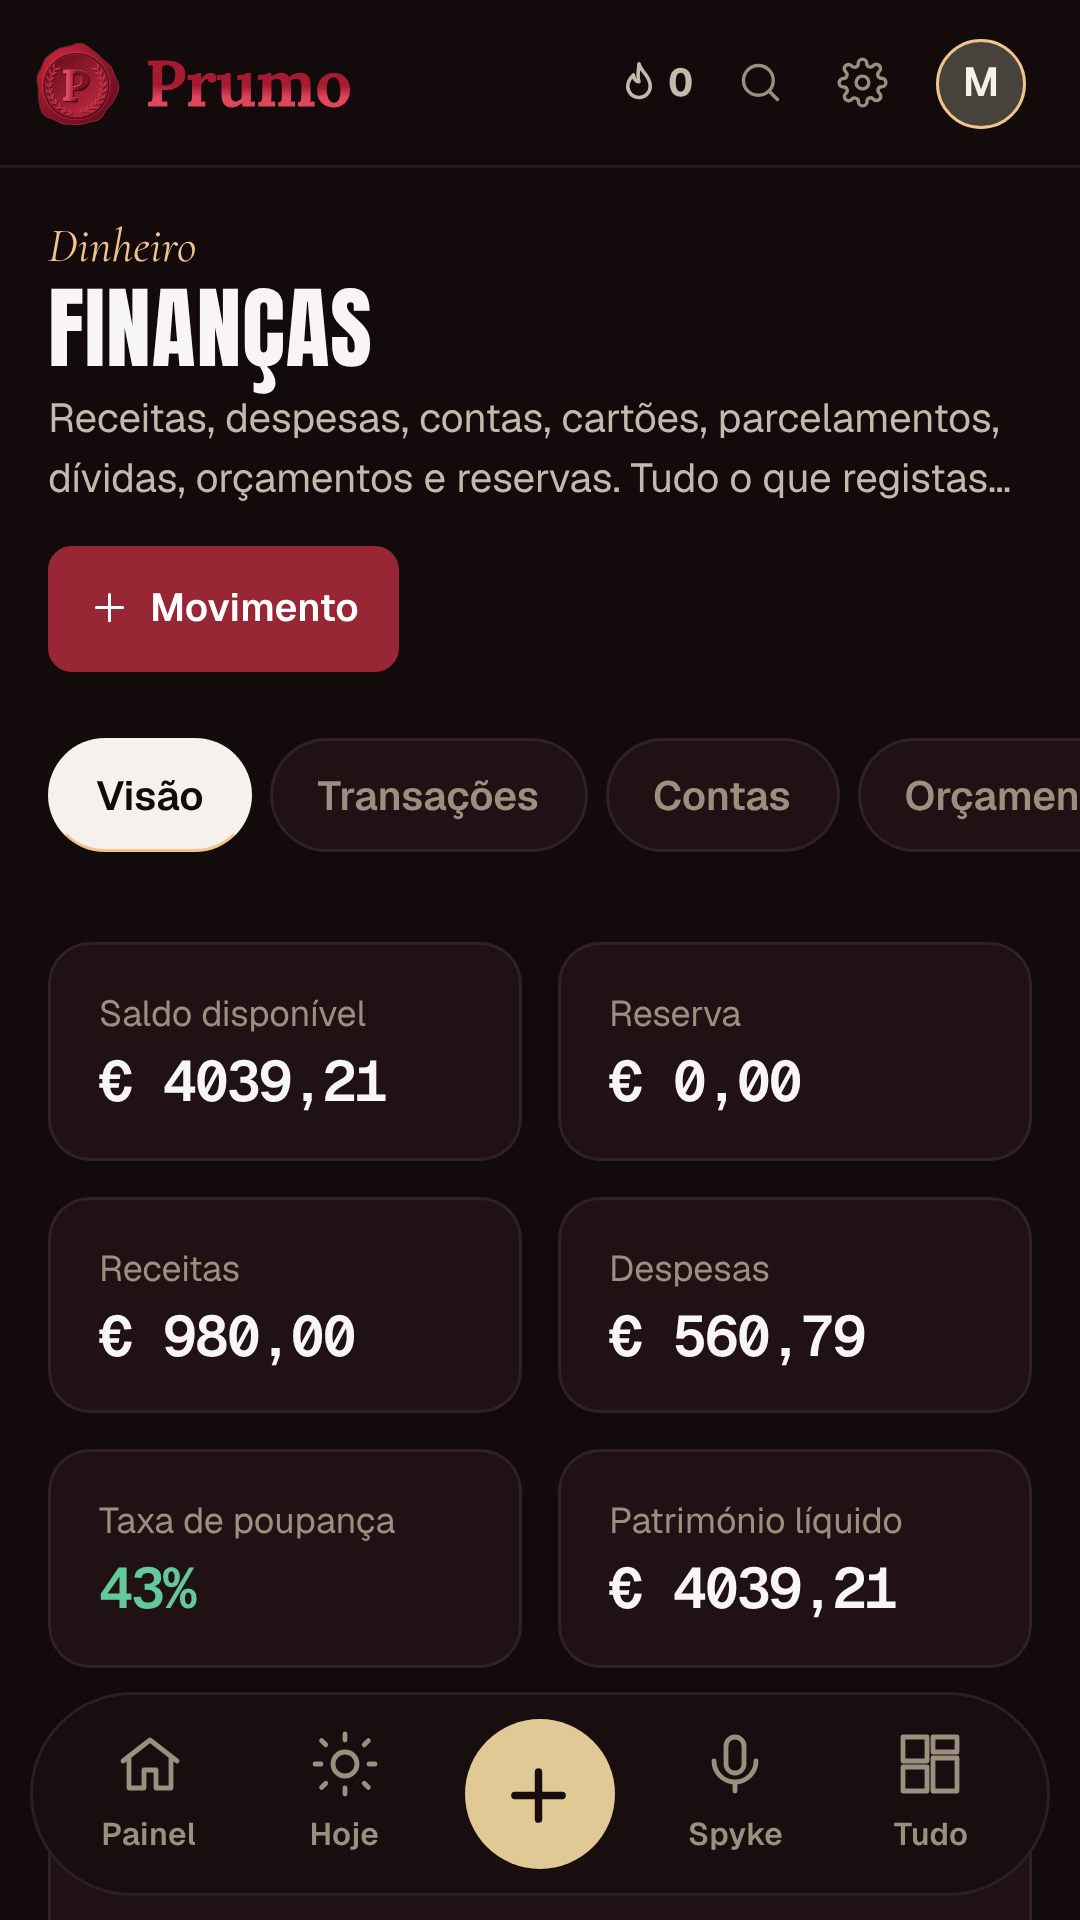 P Prumo
0
M
Dinheiro
FINANÇAS
Receitas, despesas, contas, cartões, parcelamentos,
dívidas, orçamentos e reservas. Tudo o que registas...
+ Movimento
Visão
Transações
Contas
Orçamen
Saldo disponível
€ 4039,21
Reserva
€ 0,00
Receitas
€ 980,00
Despesas
€ 560,79
Taxa de poupança
43%
Património líquido
€ 4039,21
Painel
Hoje
Spyke
Tudo